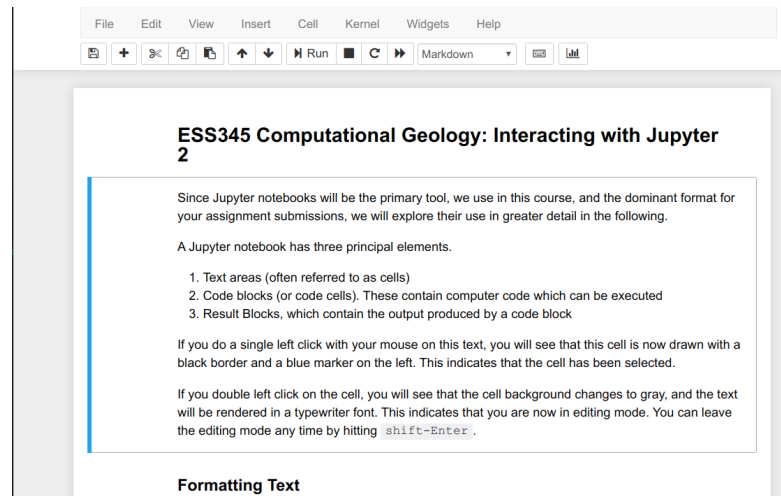 File Edit View Insert Cell Kernel Widgets Help
Run Markdown
ESS345 Computational Geology: Interacting with Jupyter
2
Since Jupyter notebooks will be the primary tool, we use in this course, and the dominant format for
your assignment submissions, we will explore their use in greater detail in the following.
A Jupyter notebook has three principal elements.
1. Text areas (often referred to as cells)
2. Code blocks (or code cells). These contain computer code which can be executed
3. Result Blocks, which contain the output produced by a code block
If you do a single left click with your mouse on this text, you will see that this cell is now drawn with a
black border and a blue marker on the left. This indicates that the cell has been selected.
If you double left click on the cell, you will see that the cell background changes to gray, and the text
will be rendered in a typewriter font. This indicates that you are now in editing mode. You can leave
the editing mode any time by hitting shift-Enter .
Formatting Text